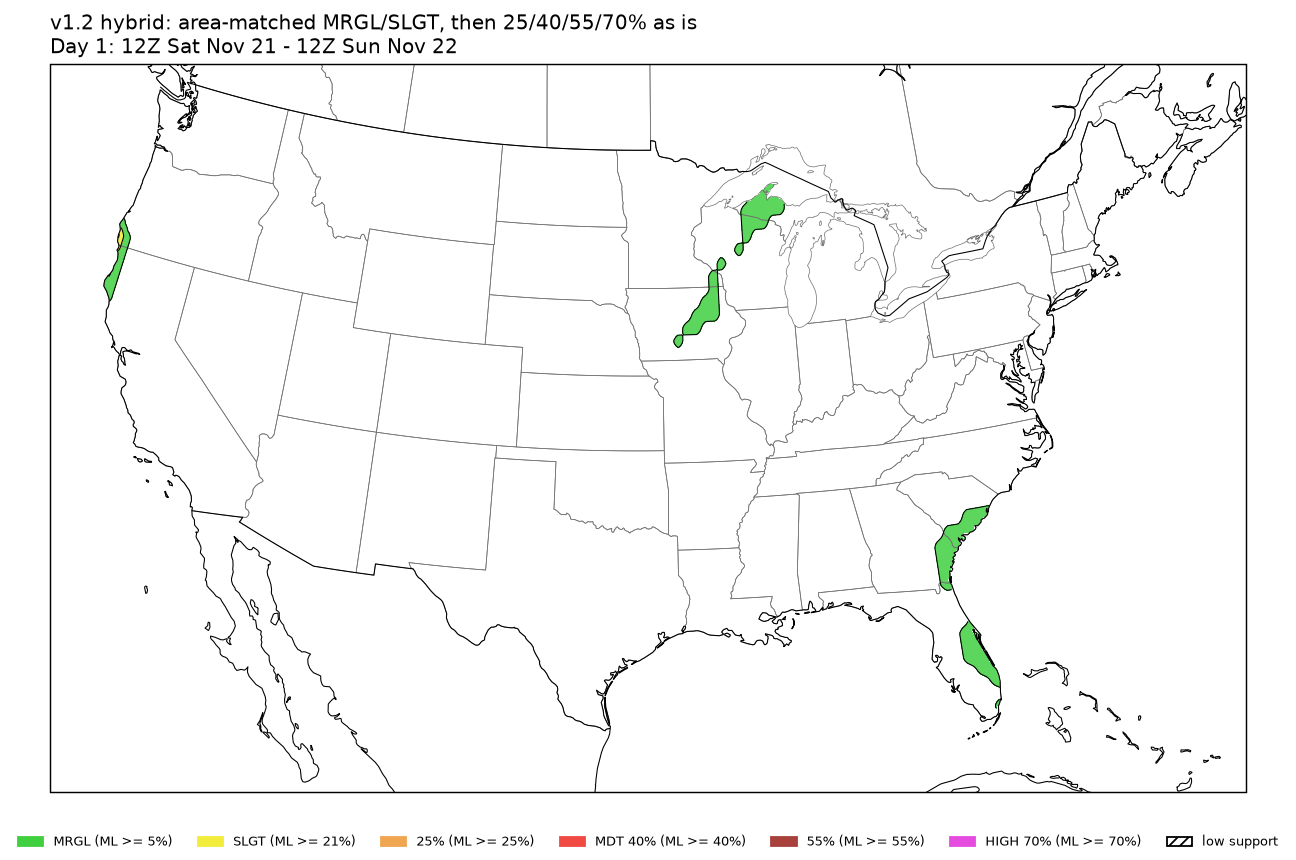 v1.2 hybrid: area-matched MRGL/SLGT, then 25/40/55/70% as is
Day 1: 12Z Sat Nov 21 - 12Z Sun Nov 22
MRGL (ML >= 5%) SLGT (ML >= 21%) 25% (ML >= 25%) MDT 40% (ML >= 40%) 55% (ML >= 55%) HIGH 70% (ML >= 70%) low support